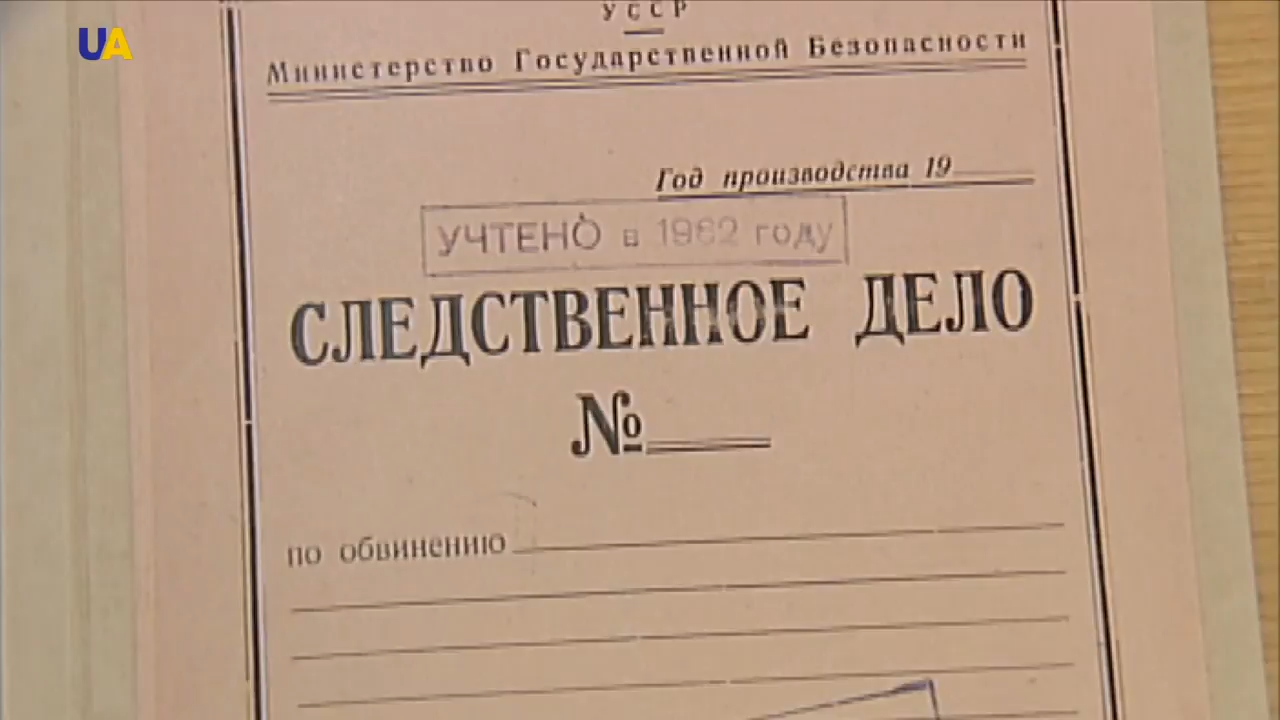 UA
УССР
Министерство Государственной Безопасности
Год производства 19
УЧТЕНО в 1962 году
СЛЕДСТВЕННОЕ ДЕЛО
№
по обвинению